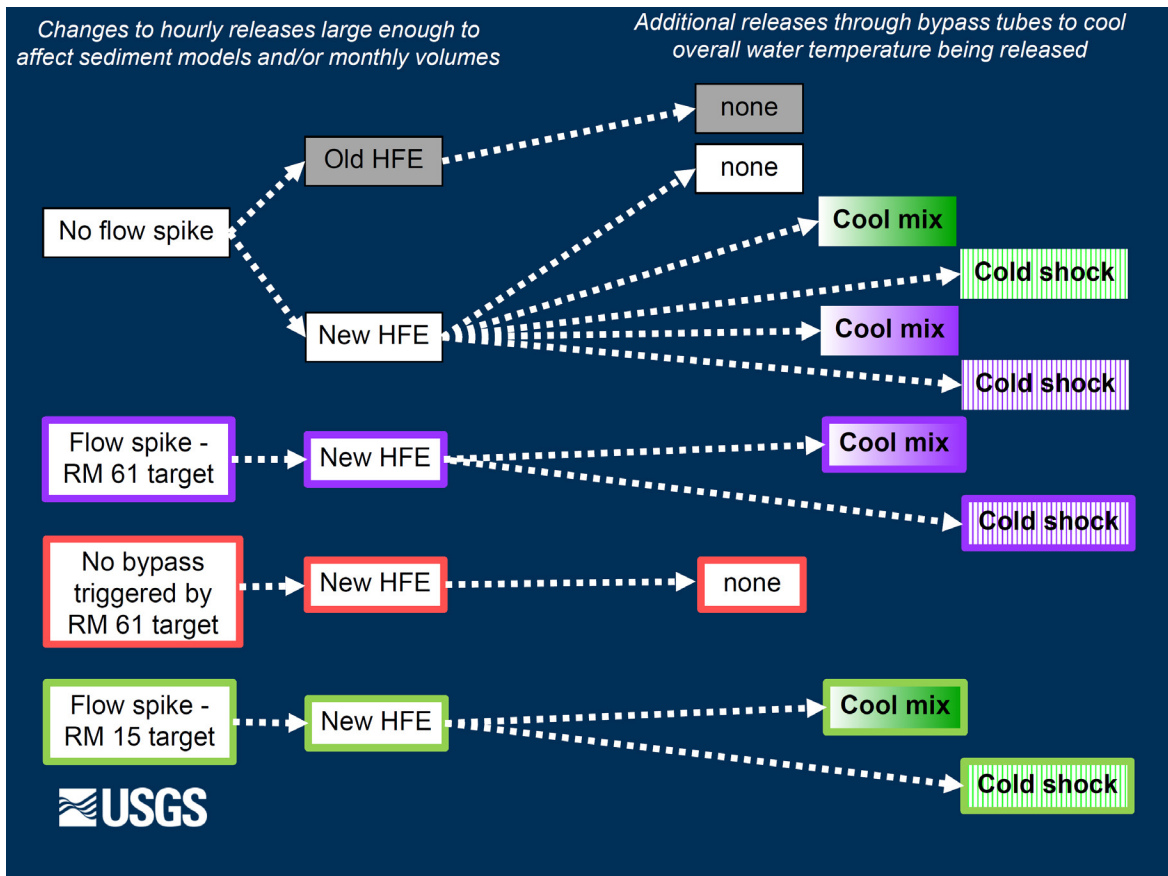 Changes to hourly releases large enough to
affect sediment models and/or monthly volumes
Additional releases through bypass tubes to cool
overall water temperature being released
none
Old HFE
none
No flow spike
Cool mix
Cold shock
New HFE
Cool mix
Cold shock
Flow spike -
RM 61 target
New HFE
Cool mix
Cold shock
No bypass
triggered by
RM 61 target
New HFE
none
Flow spike -
RM 15 target
New HFE
Cool mix
Cold shock
USGS